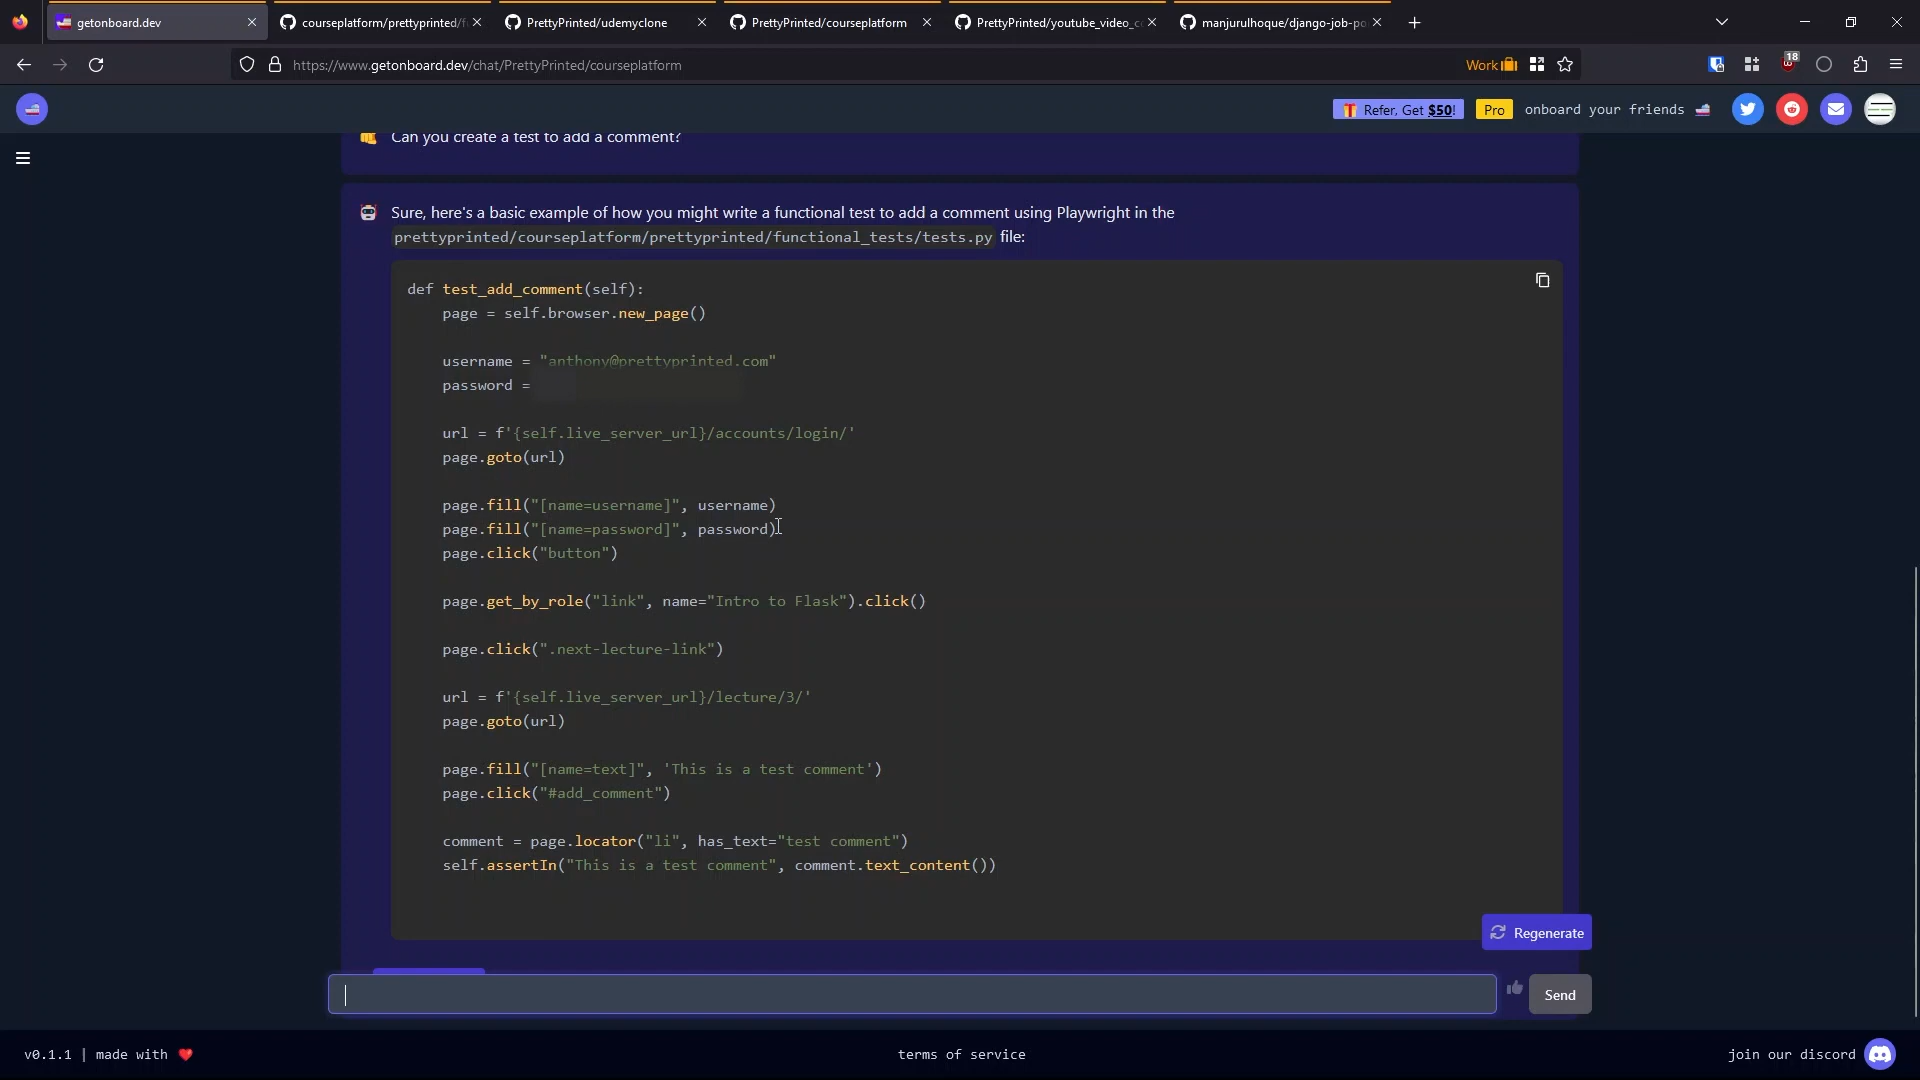 getonboard.dev
courseplatform/prettyprinted/f
PrettyPrinted/udemyclone
PrettyPrinted/courseplatform
PrettyPrinted/youtube_video_c
manjurulhoque/django-job-po
https://www.getonboard.dev/chat/PrettyPrinted/courseplatform
Work
18
Refer, Get $50!
Pro
onboard your friends
Can you create a test to add a comment?
Sure, here's a basic example of how you might write a functional test to add a comment using Playwright in the
prettyprinted/courseplatform/prettyprinted/functional_tests/tests.py file:
def test_add_comment(self):
page = self.browser.new_page()
username = "anthony@prettyprinted.com"
password =
url = f'{self.live_server_url}/accounts/login/'
page.goto(url)
page.fill("[name=username]", username)
page.fill("[name=password]", password)
page.click("button")
page.get_by_role("link", name="Intro to Flask").click()
page.click(".next-lecture-link")
url = f'{self.live_server_url}/lecture/3/'
page.goto(url)
page.fill("[name=text]", 'This is a test comment')
page.click("#add_comment")
comment = page.locator("li", has_text="test comment")
self.assertIn("This is a test comment", comment.text_content())
Regenerate
Send
v0.1.1 | made with
terms of service
join our discord